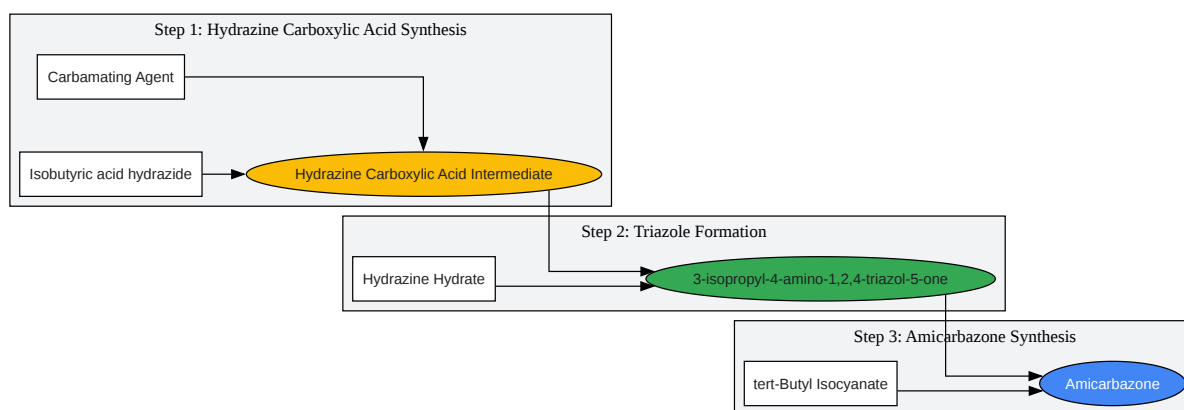 Step 1: Hydrazine Carboxylic Acid Synthesis
Carbamating Agent
Isobutyric acid hydrazide
Hydrazine Carboxylic Acid Intermediate
Step 2: Triazole Formation
Hydrazine Hydrate
3-isopropyl-4-amino-1,2,4-triazol-5-one
Step 3: Amicarbazone Synthesis
tert-Butyl Isocyanate
Amicarbazone